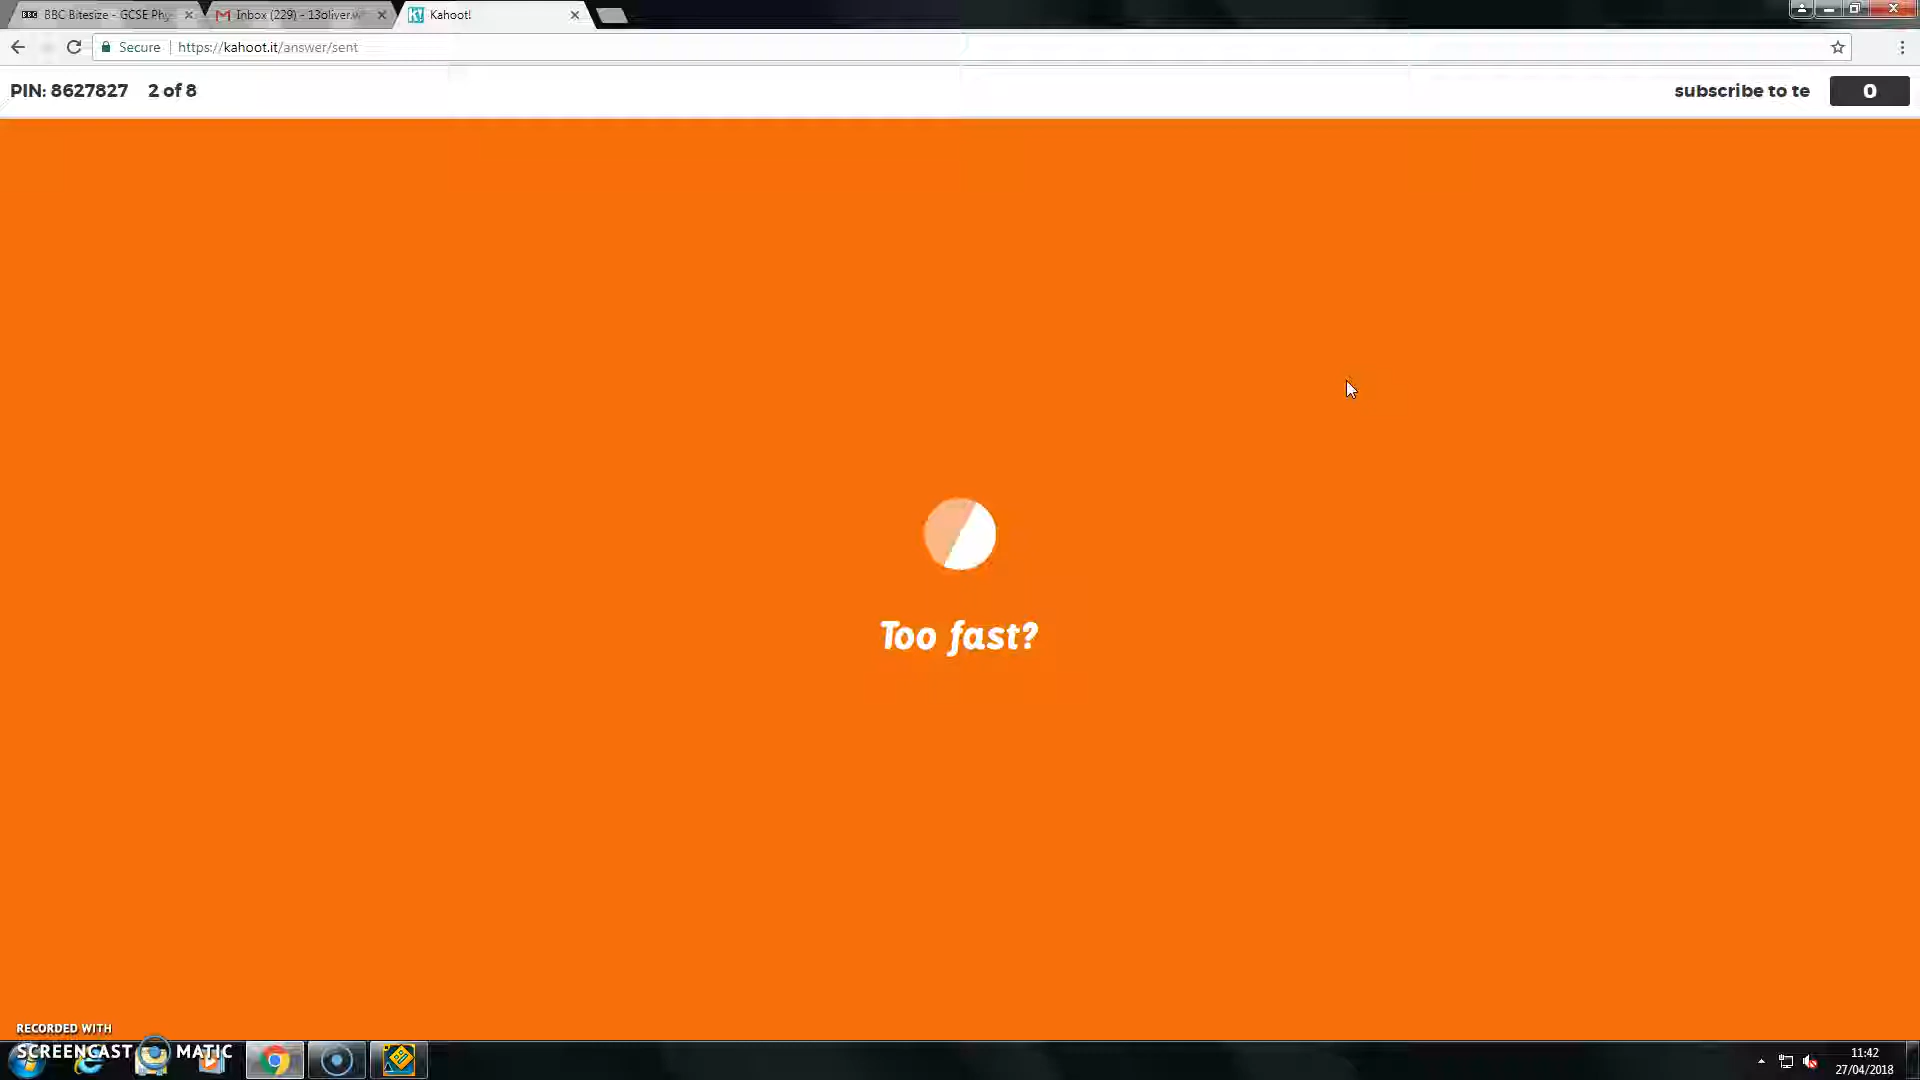 BBC BBC Bitesize - GCSE Phy
Inbox (229) - 13oliver.w
Kahoot!
Secure https://kahoot.it/answer/sent
PIN: 8627827 2 of 8
subscribe to te 0
Too fast?
RECORDED WITH
SCREENCAST MATIC
11:42
27/04/2018